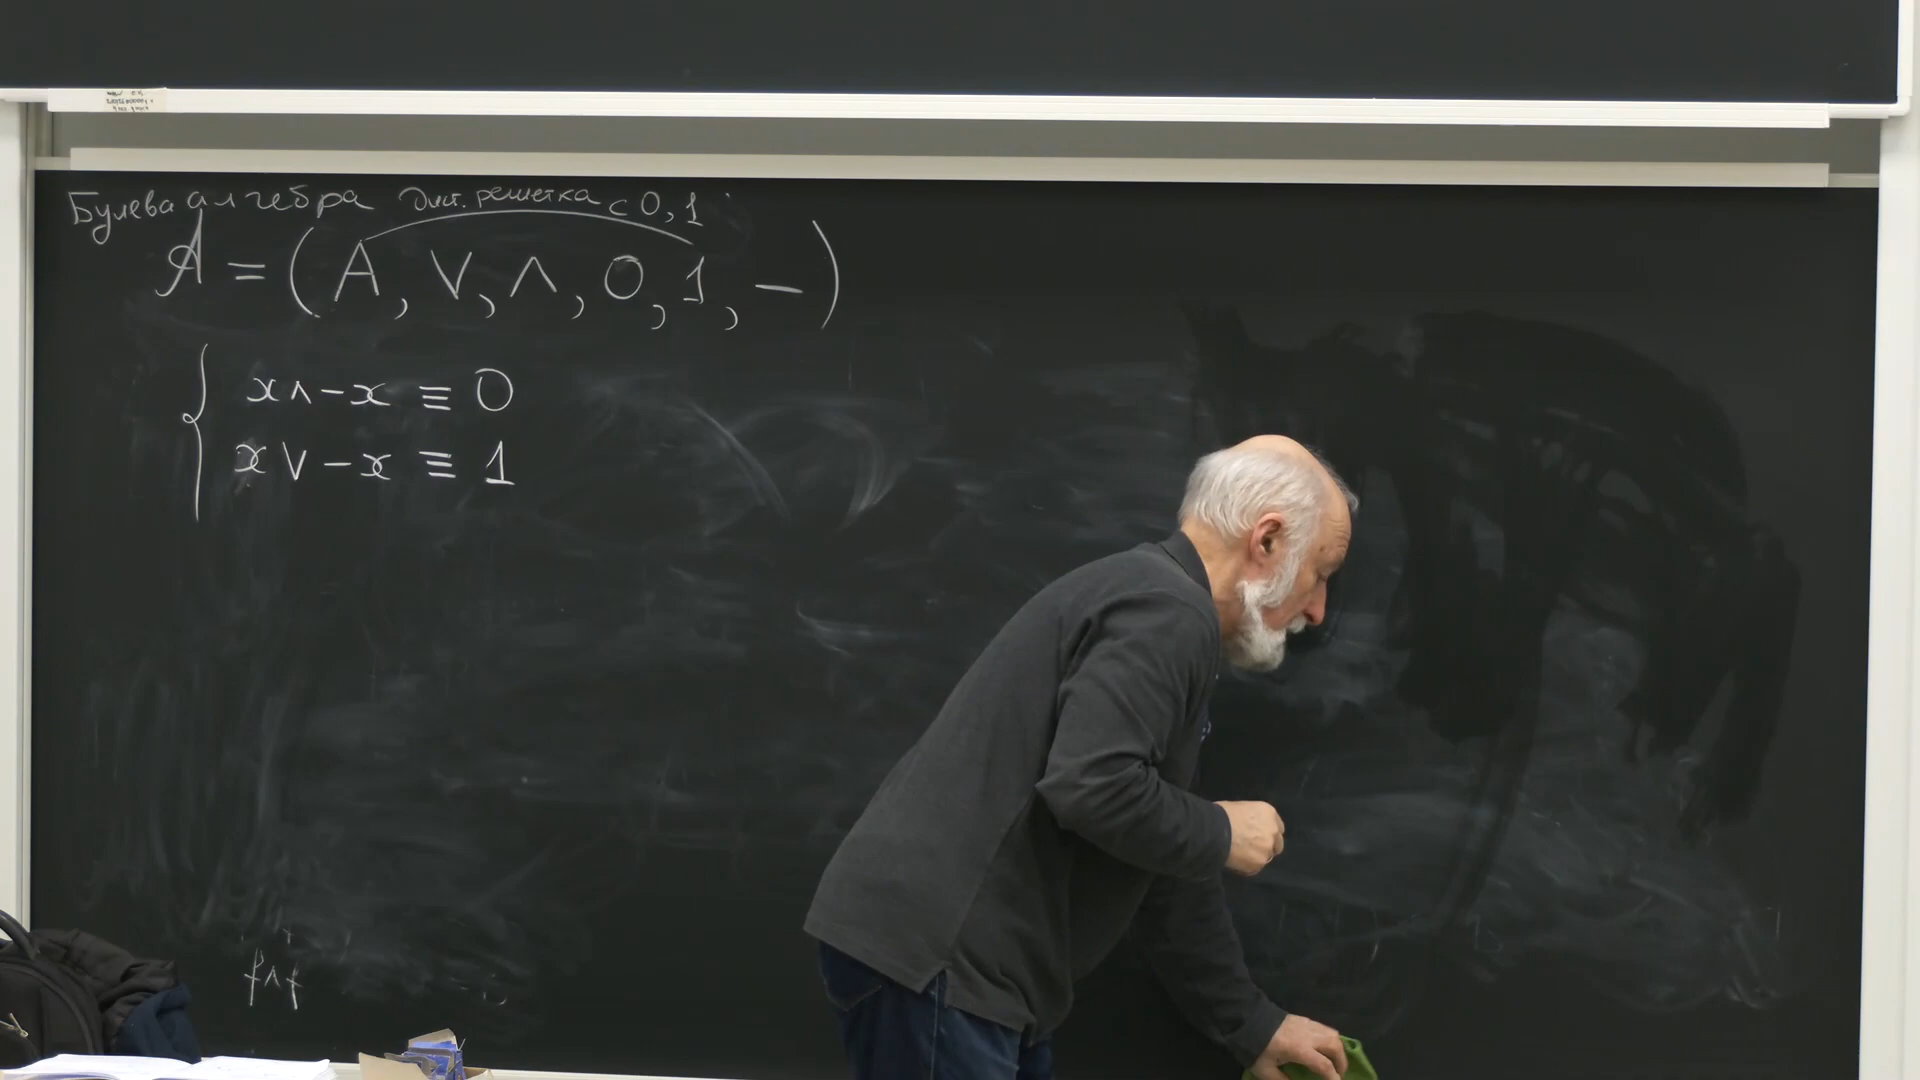 Булева алгебра Дист. решетка с 0, 1
𝒜 = (A, ∨, ∧, 0, 1, −)
x ∧ −x ≡ 0
x ∨ −x ≡ 1